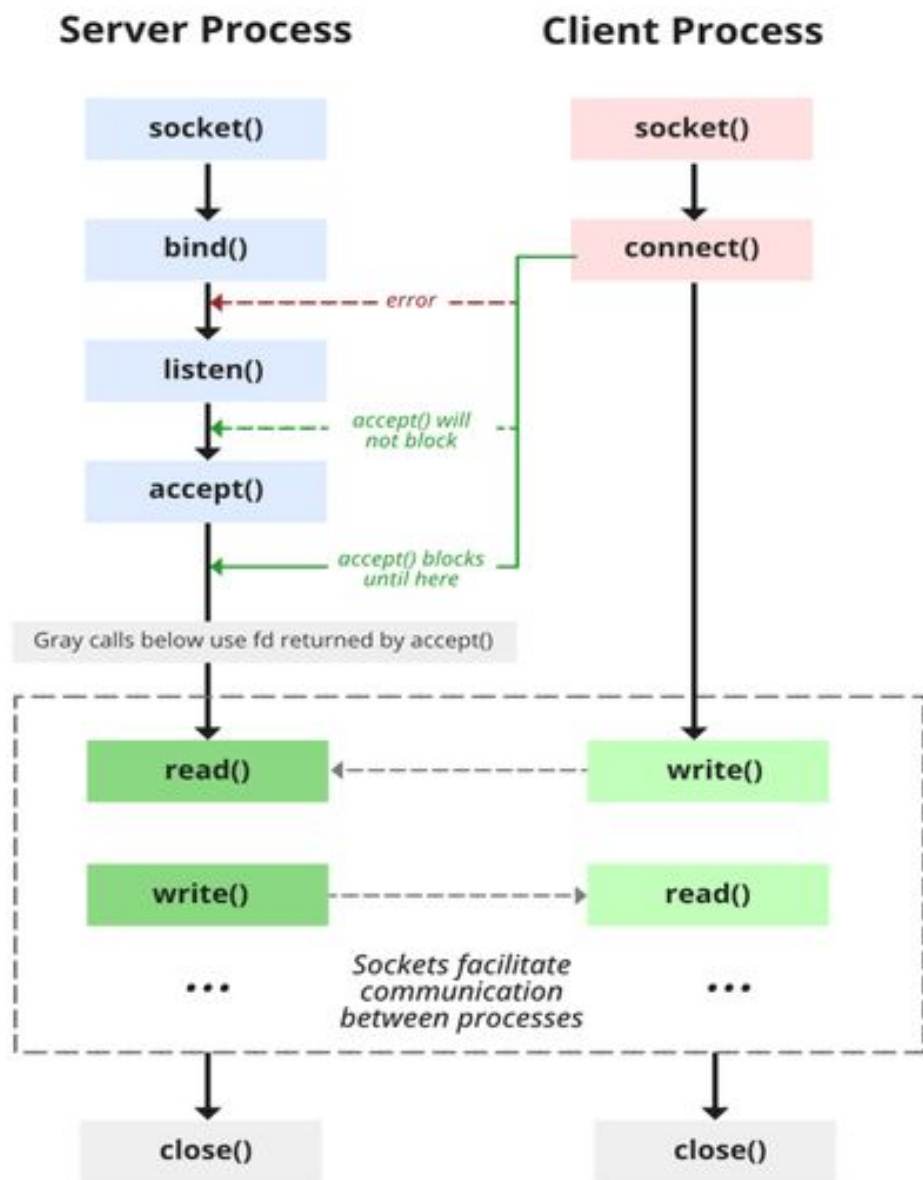 Server Process
Client Process
socket()
socket()
bind()
connect()
error
listen()
accept() will
not block
accept()
accept() blocks
until here
Gray calls below use fd returned by accept()
read()
write()
write()
read()
...
Sockets facilitate
communication
between processes
...
close()
close()